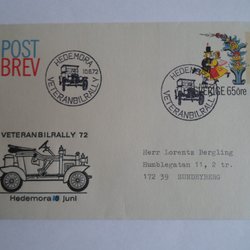 POST
BREV
HEDEMORA
10672
VETERANBILRALLY
HEDEMORA
VETERANBILRALLY
SVERIGE 65öre
VETERANBILRALLY 72
Hedemora 10 juni
Herr Lorentz Bergling
Humblegatan 11, 2 tr.
172 39 SUNDBYBERG